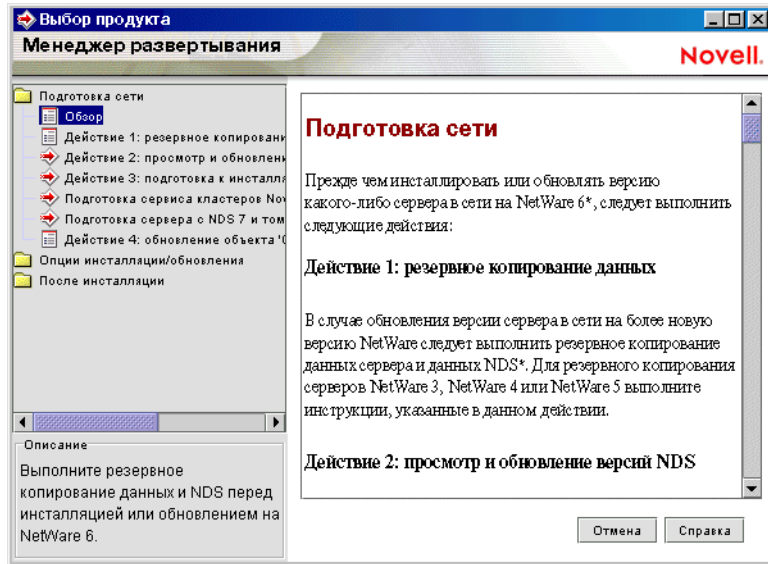 Выбор продукта
Менеджер развертывания
Novell.
Подготовка сети
Обзор
Действие 1: резервное копировани
Действие 2: просмотр и обновлен
Действие 3: подготовка к инсталл
Подготовка сервиса кластеров Nov
Подготовка сервера с NDS 7 и том
Действие 4: обновление объекта '(
Опции инсталляции/обновления
После инсталляции
Описание
Выполните резервное
копирование данных и NDS перед
инсталляцией или обновлением на
NetWare 6.
Подготовка сети
Прежде чем инсталлировать или обновлять версию
какого-либо сервера в сети на NetWare 6*, следует выполнить
следующие действия:
Действие 1: резервное копирование данных
В случае обновления версии сервера в сети на более новую
версию NetWare следует выполнить резервное копирование
данных сервера и данных NDS*. Для резервного копирования
серверов NetWare 3, NetWare 4 или NetWare 5 выполните
инструкции, указанные в данном действии.
Действие 2: просмотр и обновление версий NDS
Отмена
Справка